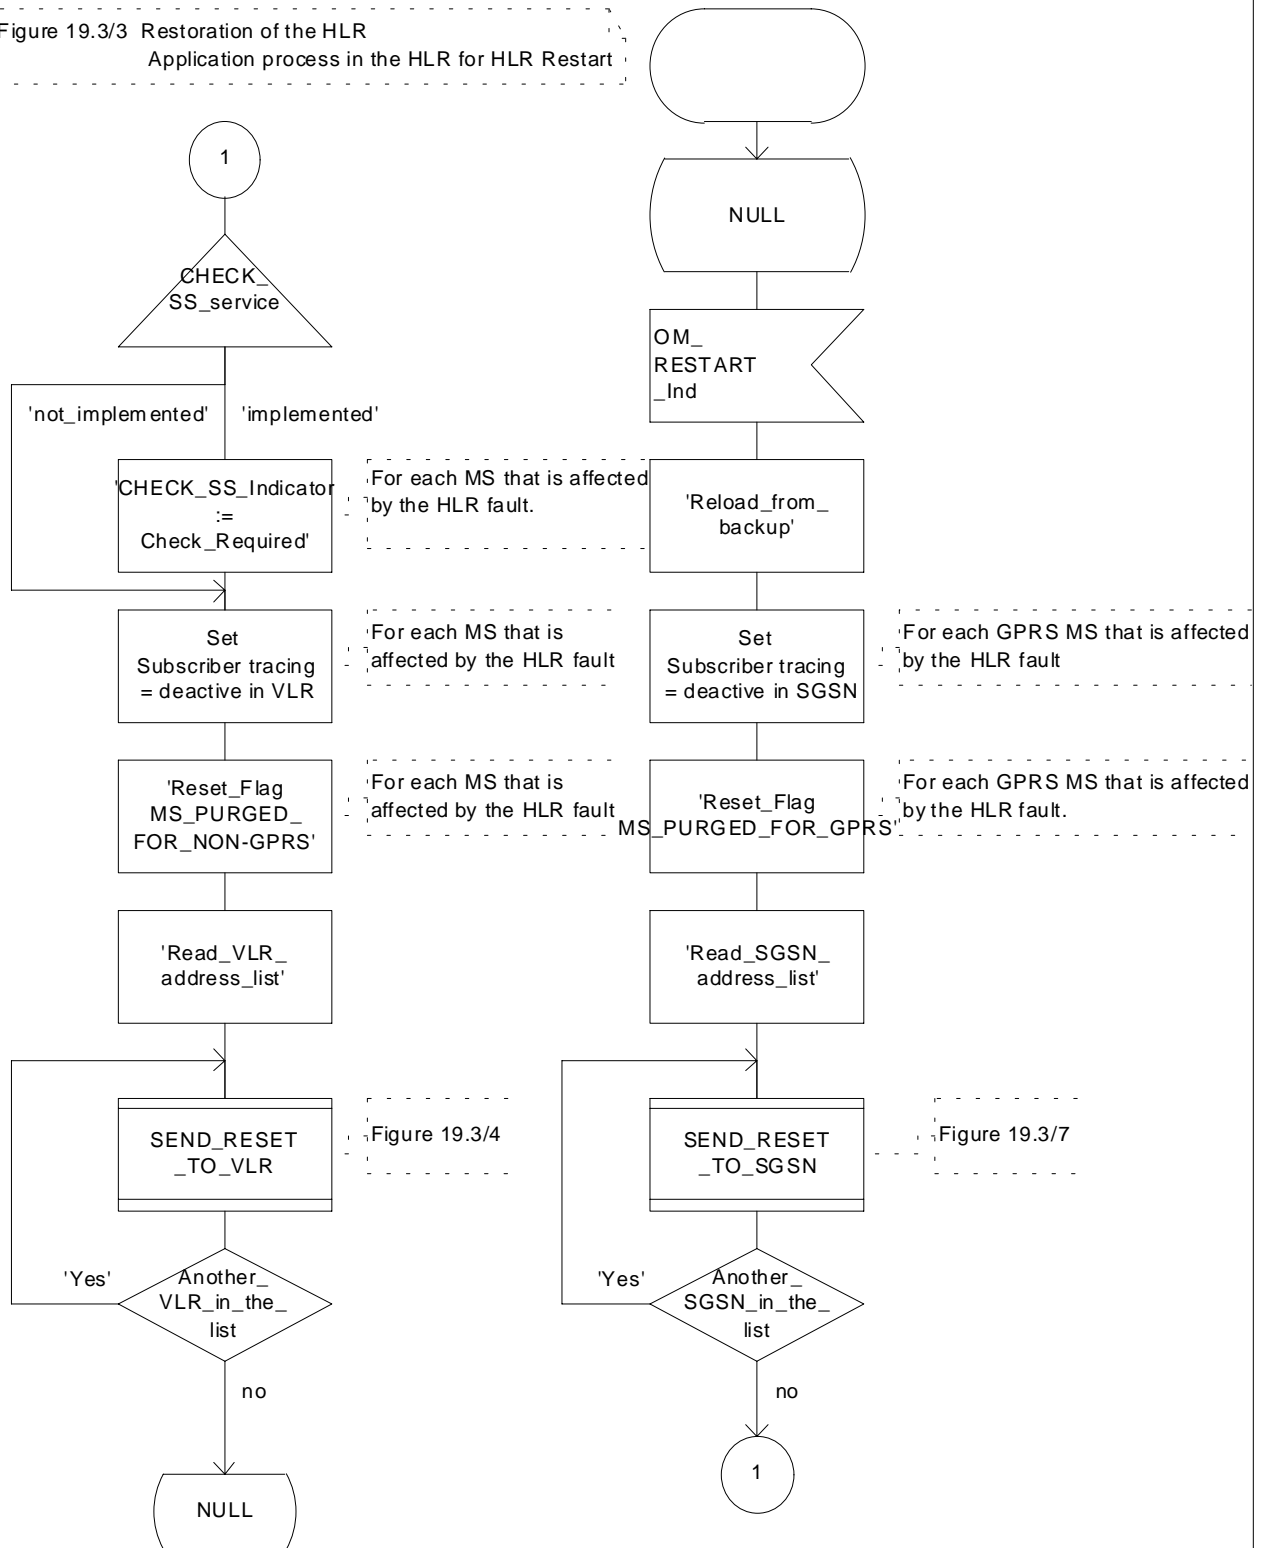 Figure 19.3/3 Restoration of the HLR
Application process in the HLR for HLR Restart
1
CHECK_
SS_service
'not_implemented'
'implemented'
'CHECK_SS_Indicator
:=
Check_Required'
For each MS that is affected
by the HLR fault.
Set
Subscriber tracing
= deactive in VLR
For each MS that is
affected by the HLR fault
'Reset_Flag
MS_PURGED_
FOR_NON-GPRS'
For each MS that is
affected by the HLR fault
'Read_VLR_
address_list'
SEND_RESET
_TO_VLR
Figure 19.3/4
'Yes'
Another_
VLR_in_the_
list
no
NULL
NULL
OM_
RESTART
_Ind
'Reload_from_
backup'
Set
Subscriber tracing
= deactive in SGSN
For each GPRS MS that is affected
by the HLR fault
'Reset_Flag
MS_PURGED_FOR_GPRS'
For each GPRS MS that is affected
by the HLR fault.
'Read_SGSN_
address_list'
SEND_RESET
_TO_SGSN
Figure 19.3/7
'Yes'
Another_
SGSN_in_the_
list
no
1